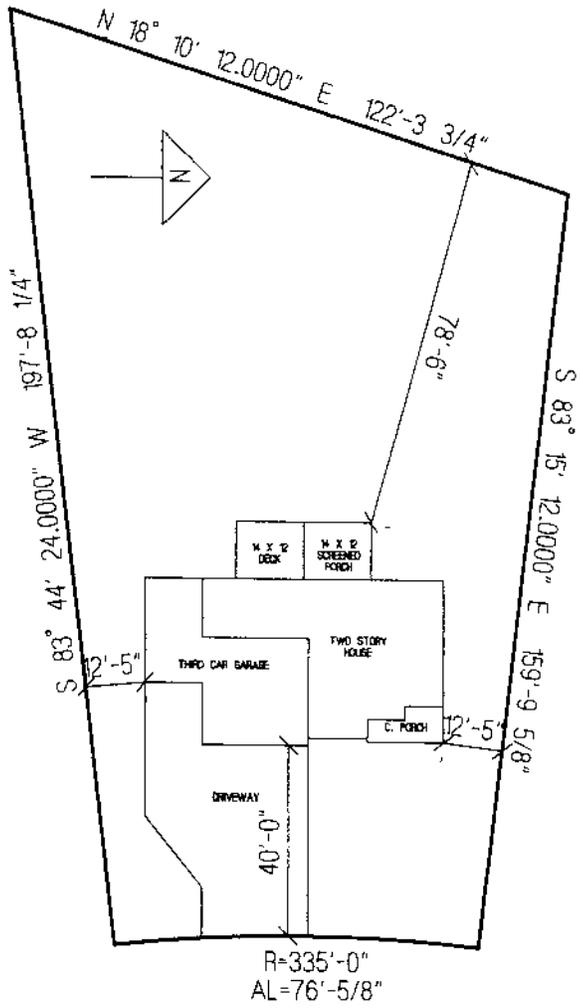 N 18° 10' 12.0000" E 122'-3 3/4"
N
S 83° 44' 24.0000" W 197'-8 1/4"
78'-6"
S 83° 15' 12.0000" E 159'-9 5/8"
14 X 12
DECK
14 X 12
SCREENED
PORCH
TWO STORY
HOUSE
THIRD CAR GARAGE
12'-5"
C. PORCH
12'-5"
DRIVEWAY
40'-0"
R=335'-0"
AL=76'-5/8"